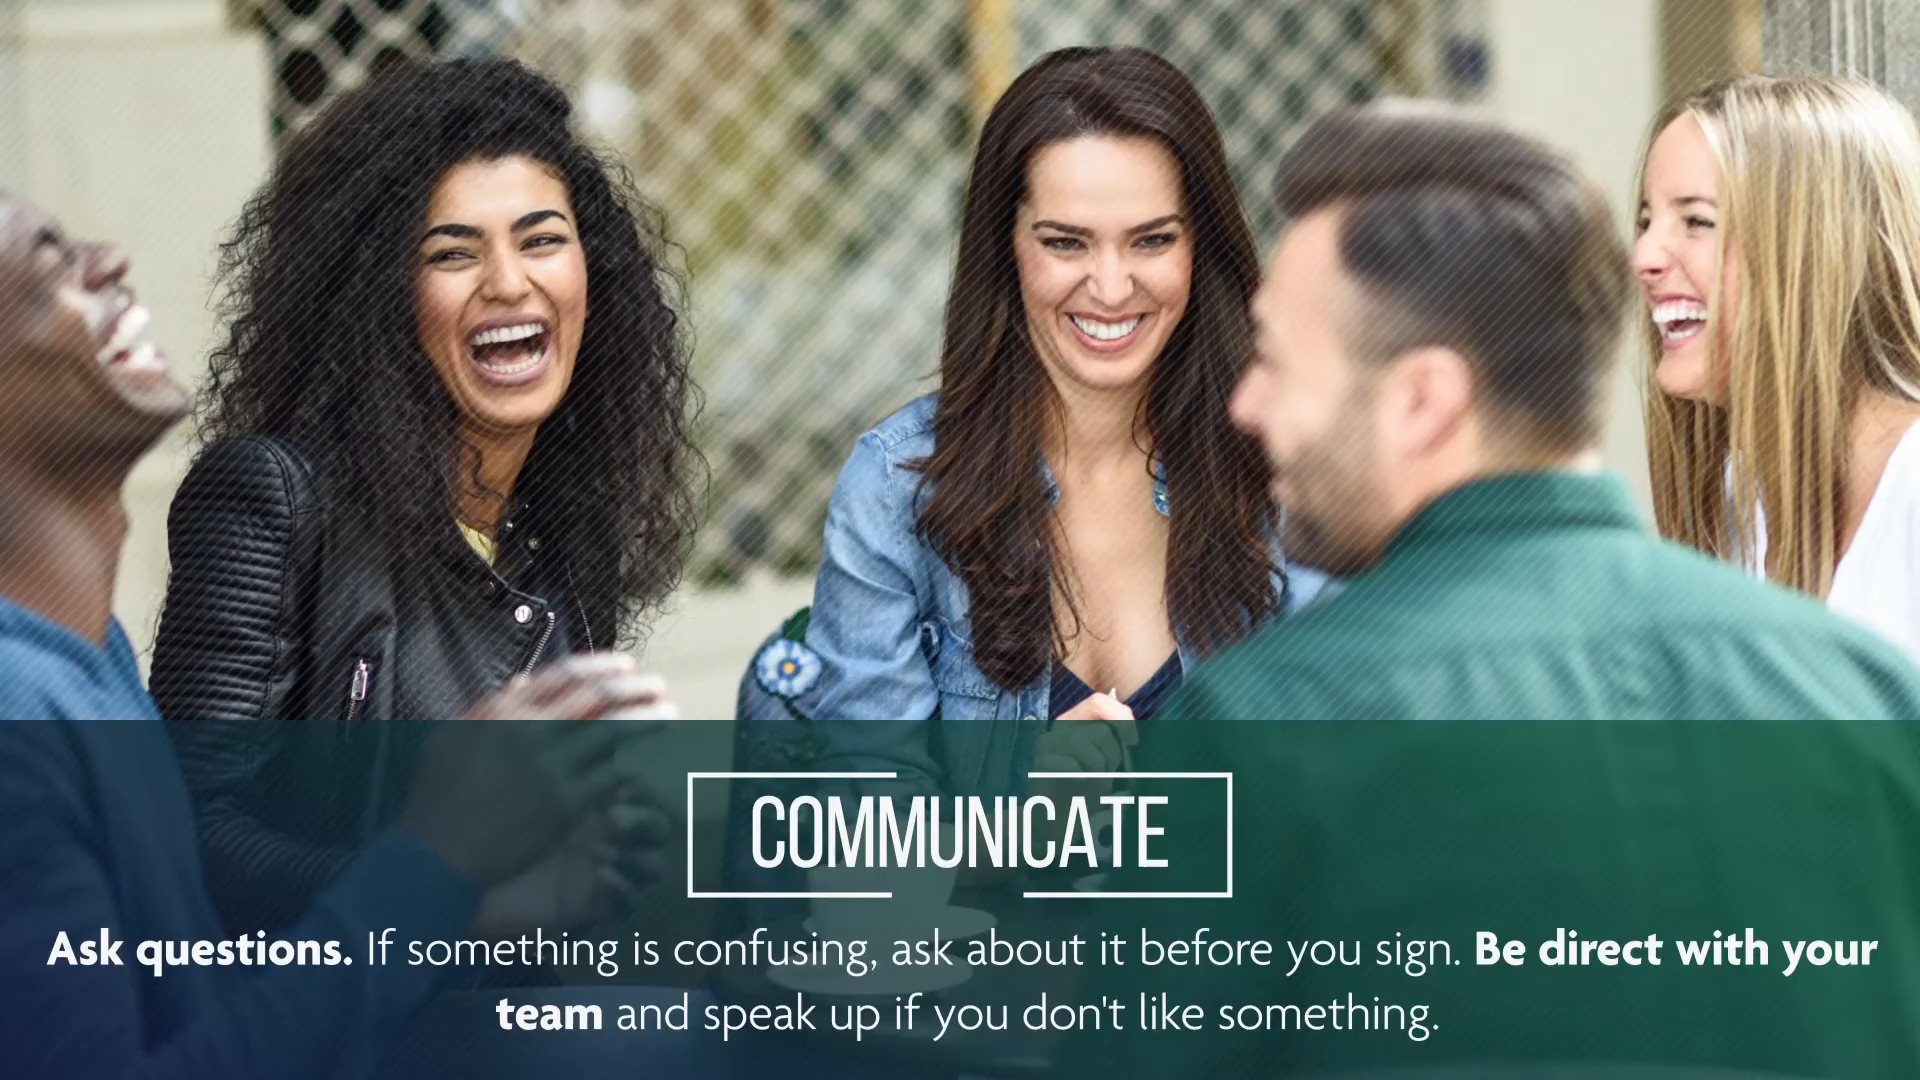 COMMUNICATE
Ask questions. If something is confusing, ask about it before you sign. Be direct with your
team and speak up if you don't like something.